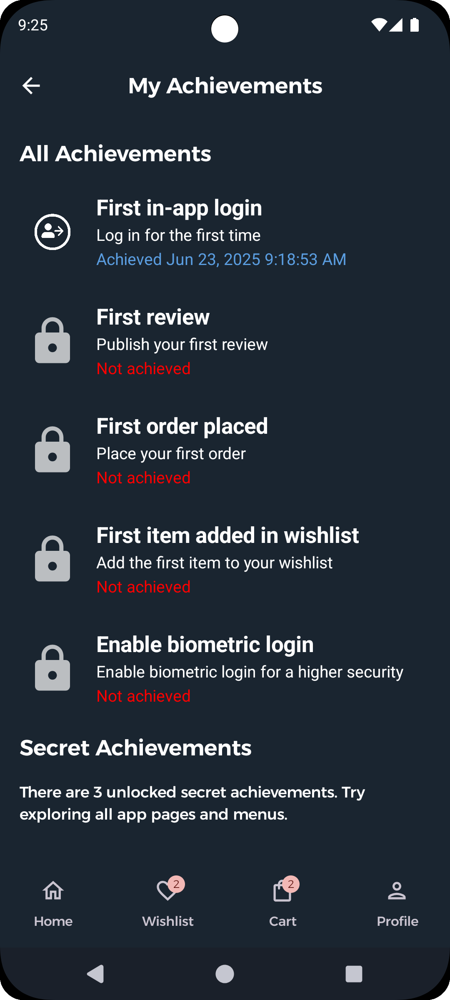 9:25
My Achievements
All Achievements
First in-app login
Log in for the first time
Achieved Jun 23, 2025 9:18:53 AM
First review
Publish your first review
Not achieved
First order placed
Place your first order
Not achieved
First item added in wishlist
Add the first item to your wishlist
Not achieved
Enable biometric login
Enable biometric login for a higher security
Not achieved
Secret Achievements
There are 3 unlocked secret achievements. Try
exploring all app pages and menus.
2
2
Home
Wishlist
Cart
Profile